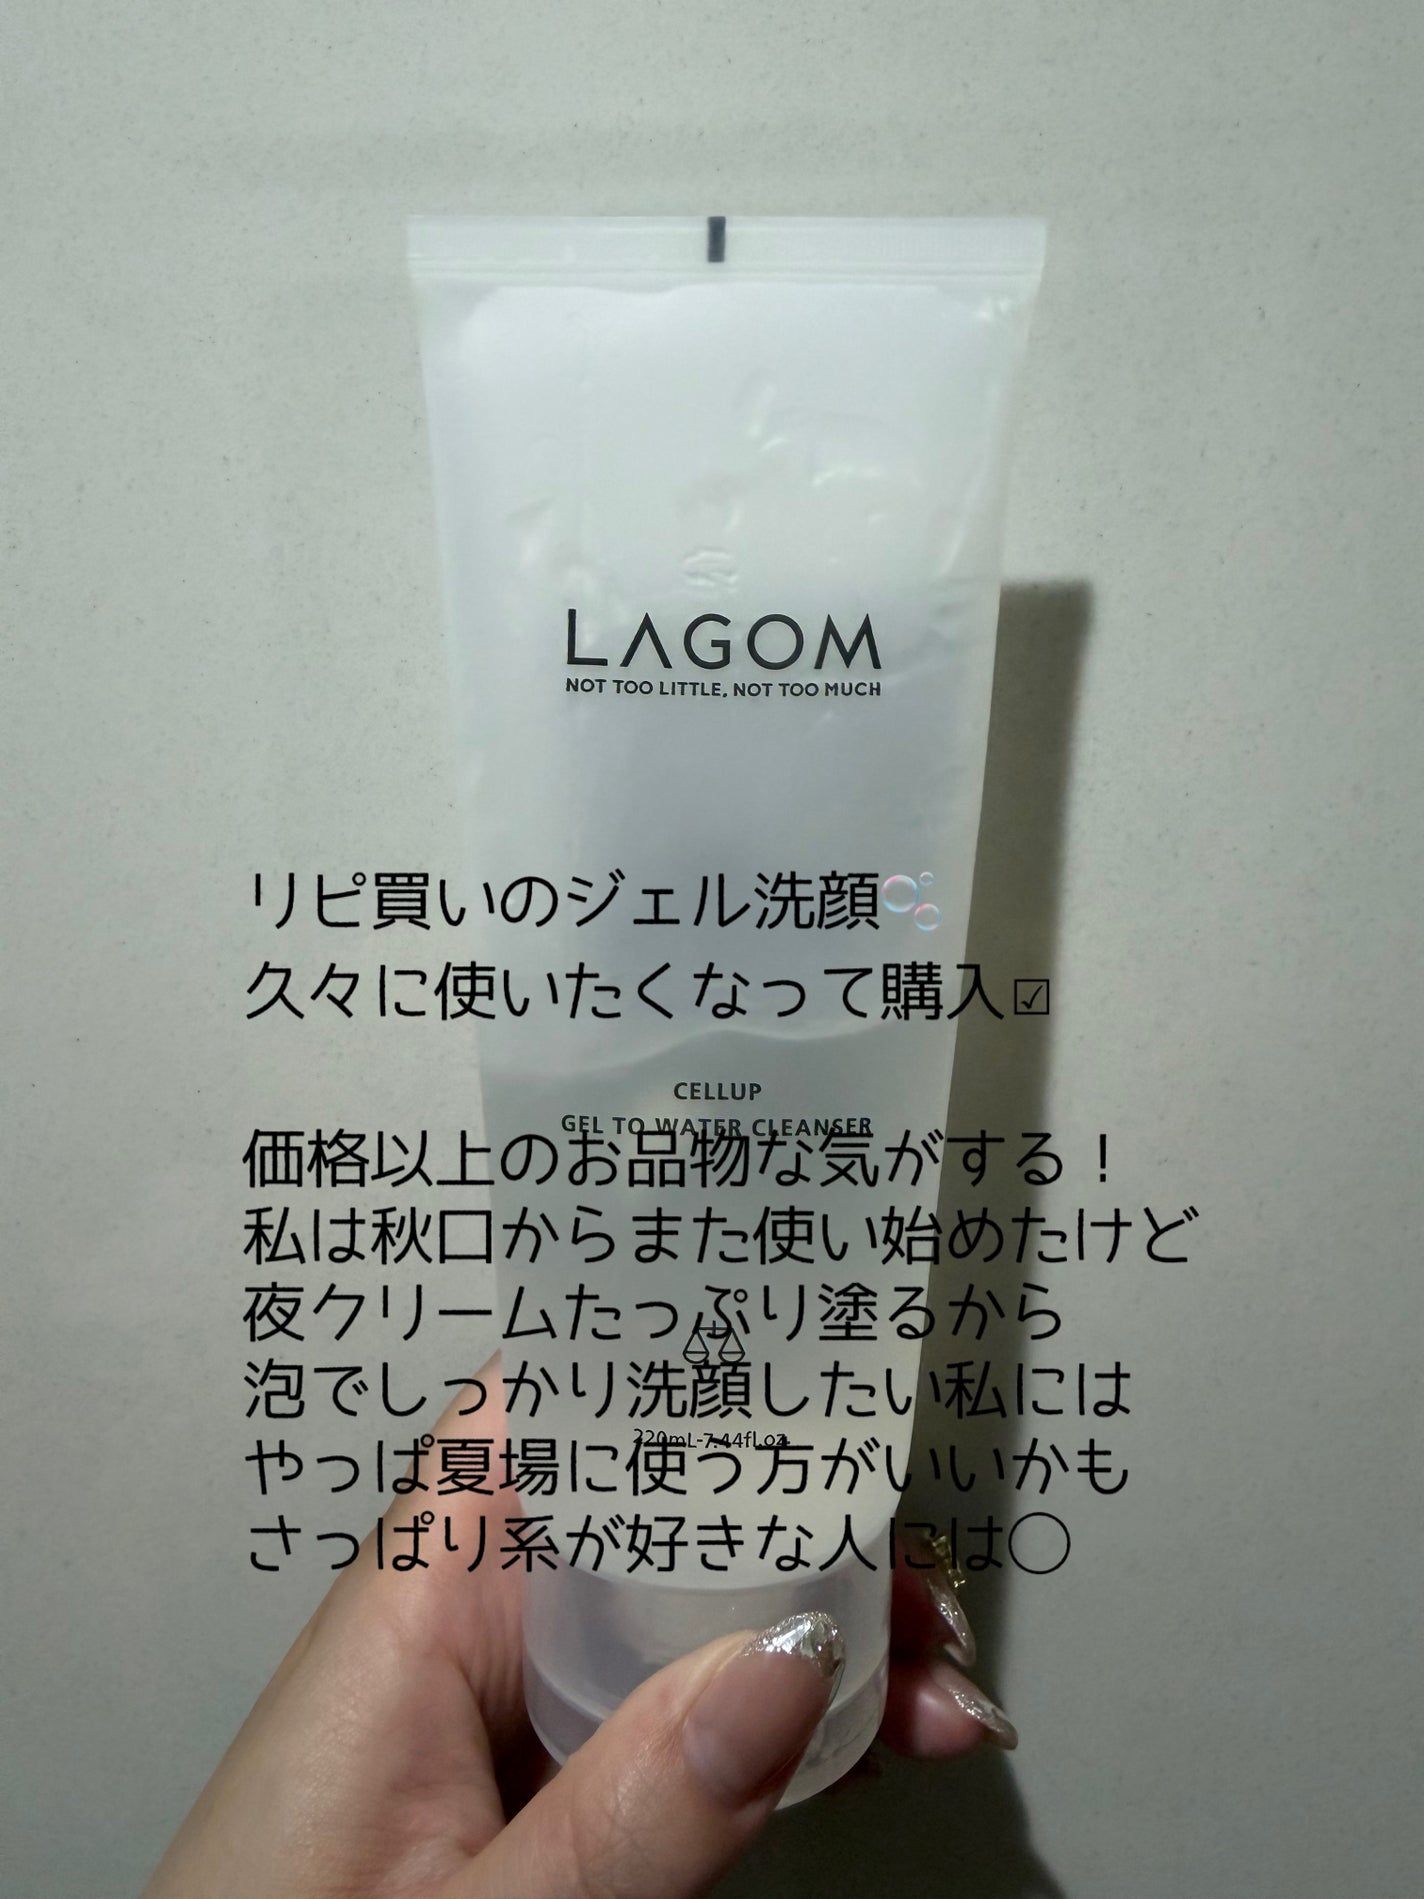 LAGOM
NOT TOO LITTLE, NOT TOO MUCH
リピ買いのジェル洗顔🫧
久々に使いたくなって購入☑
CELLUP
GEL TO WATER CLEANSER
価格以上のお品物な気がする！
私は秋口からまた使い始めたけど
夜クリームたっぷり塗るから
泡でしっかり洗顔したい私には
220mL-7.44fl.oz.
やっぱ夏場に使う方がいいかも
さっぱり系が好きな人には◯